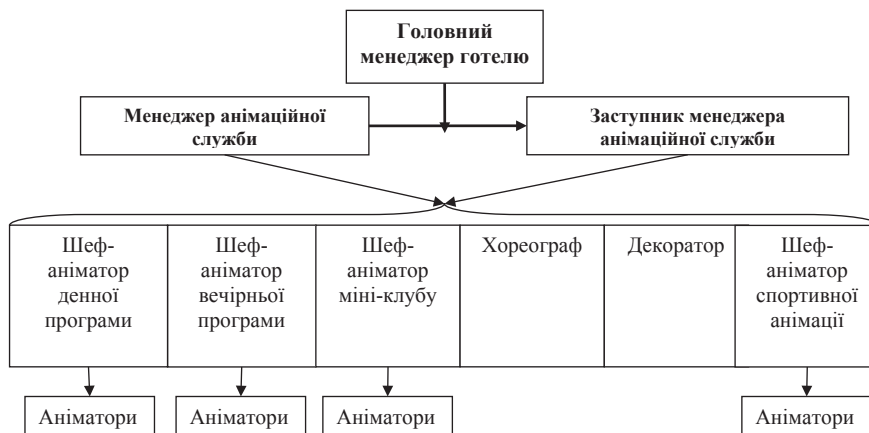 Головний
менеджер готелю
Менеджер анімаційної
служби
Заступник менеджера
анімаційної служби
Шеф-
аніматор
денної
програми
Шеф-
аніматор
вечірньої
програми
Шеф-
аніматор
міні-клубу
Хореограф
Декоратор
Шеф-
аніматор
спортивної
анімації
Аніматори
Аніматори
Аніматори
Аніматори